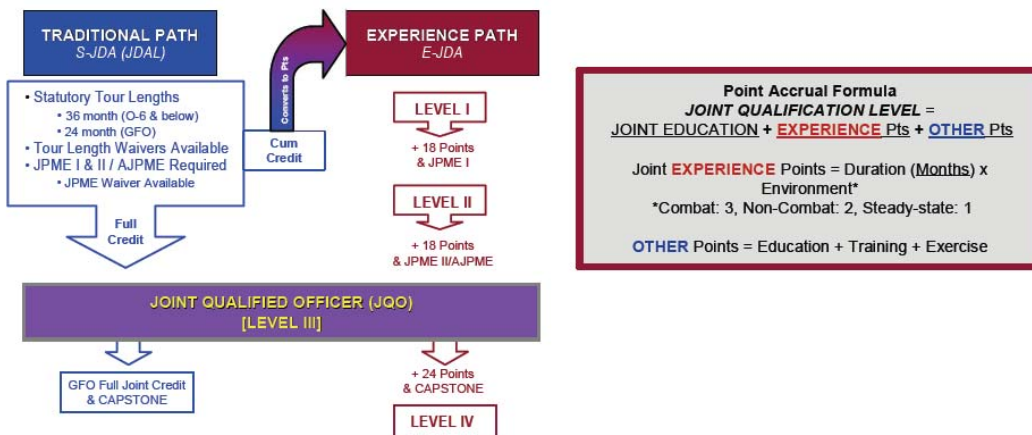 TRADITIONAL PATH
S-JDA (JDAL)
• Statutory Tour Lengths
• 36 month (O-6 & below)
• 24 month (GFO)
• Tour Length Waivers Available
• JPME I & II / AJPME Required
• JPME Waiver Available
Full
Credit
Cum
Credit
Converts to Pts
EXPERIENCE PATH
E-JDA
LEVEL I
+ 18 Points
& JPME I
LEVEL II
+ 18 Points
& JPME II/AJPME
JOINT QUALIFIED OFFICER (JQO)
[LEVEL III]
GFO Full Joint Credit
& CAPSTONE
+ 24 Points
& CAPSTONE
LEVEL IV
Point Accrual Formula
JOINT QUALIFICATION LEVEL =
JOINT EDUCATION + EXPERIENCE Pts + OTHER Pts
Joint EXPERIENCE Points = Duration (Months) x
Environment*
*Combat: 3, Non-Combat: 2, Steady-state: 1
OTHER Points = Education + Training + Exercise